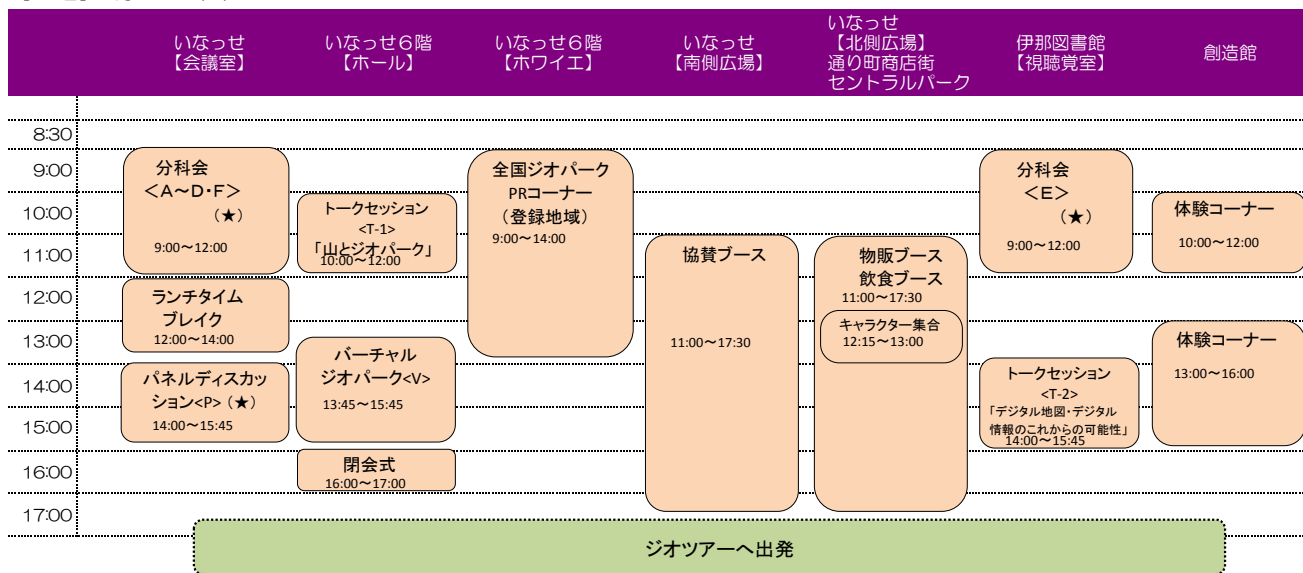 いなっせ
【会議室】
いなっせ６階
【ホール】
いなっせ６階
【ホワイエ】
いなっせ
【南側広場】
いなっせ
【北側広場】
通り町商店街
セントラルパーク
伊那図書館
【視聴覚室】
創造館
8:30
9:00
10:00
11:00
12:00
13:00
14:00
15:00
16:00
17:00
分科会
＜Ａ～Ｄ・Ｆ＞
（★）
9:00～12:00
ランチタイム
ブレイク
12:00～14:00
パネルディスカッ
ション<P>（★）
14:00～15:45
トークセッション
<T-1>
「山とジオパーク」
10:00～12:00
バーチャル
ジオパーク<V>
13:45～15:45
閉会式
16:00～17:00
全国ジオパーク
PRコーナー
（登録地域）
9:00～14:00
協賛ブース
11:00～17:30
物販ブース
飲食ブース
11:00～17:30
キャラクター集合
12:15～13:00
分科会
＜Ｅ＞
（★）
9:00～12:00
トークセッション
<T-2>
「デジタル地図・デジタル
情報のこれからの可能性」
14:00～15:45
体験コーナー
10:00～12:00
体験コーナー
13:00～16:00
ジオツアーへ出発